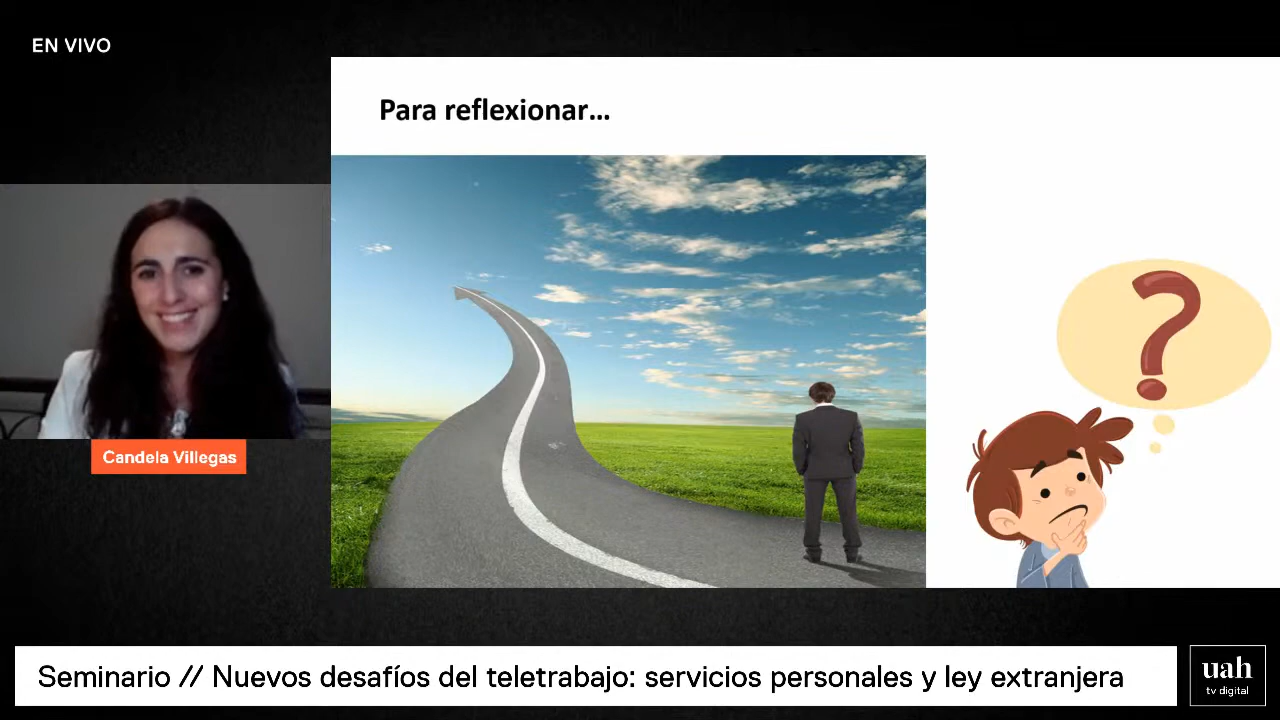 EN VIVO
Para reflexionar...
?
Candela Villegas
Seminario // Nuevos desafíos del teletrabajo: servicios personales y ley extranjera
uah
tv digital